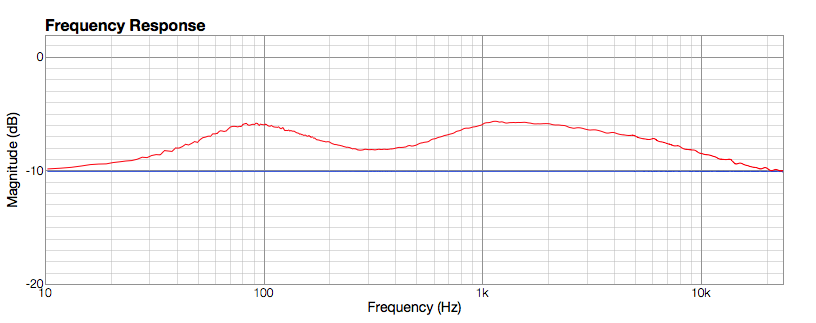 Frequency Response
0
-10
-20
Magnitude (dB)
10
100
1k
10k
Frequency (Hz)